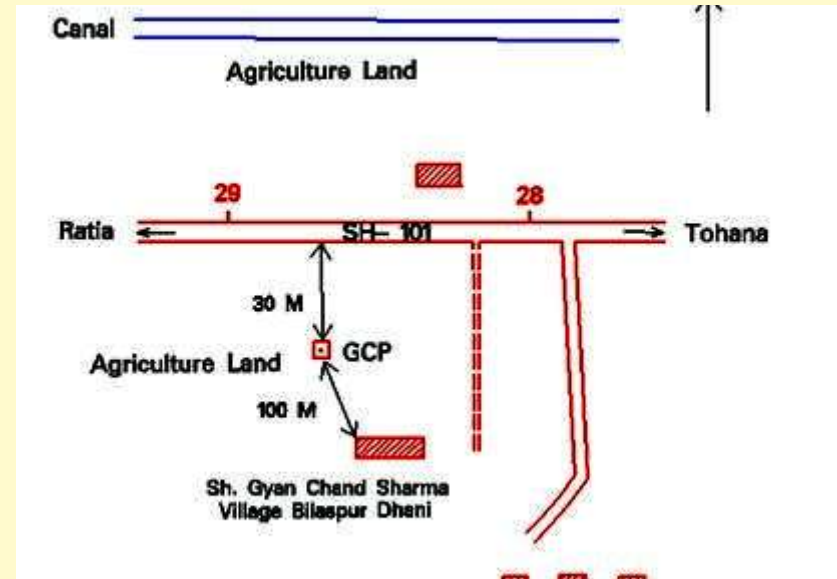 Canal
Agriculture Land
29
28
Ratia
SH- 101
Tohana
30 M
Agriculture Land
GCP
100 M
Sh. Gyan Chand Sharma
Village Bilaspur Dhani